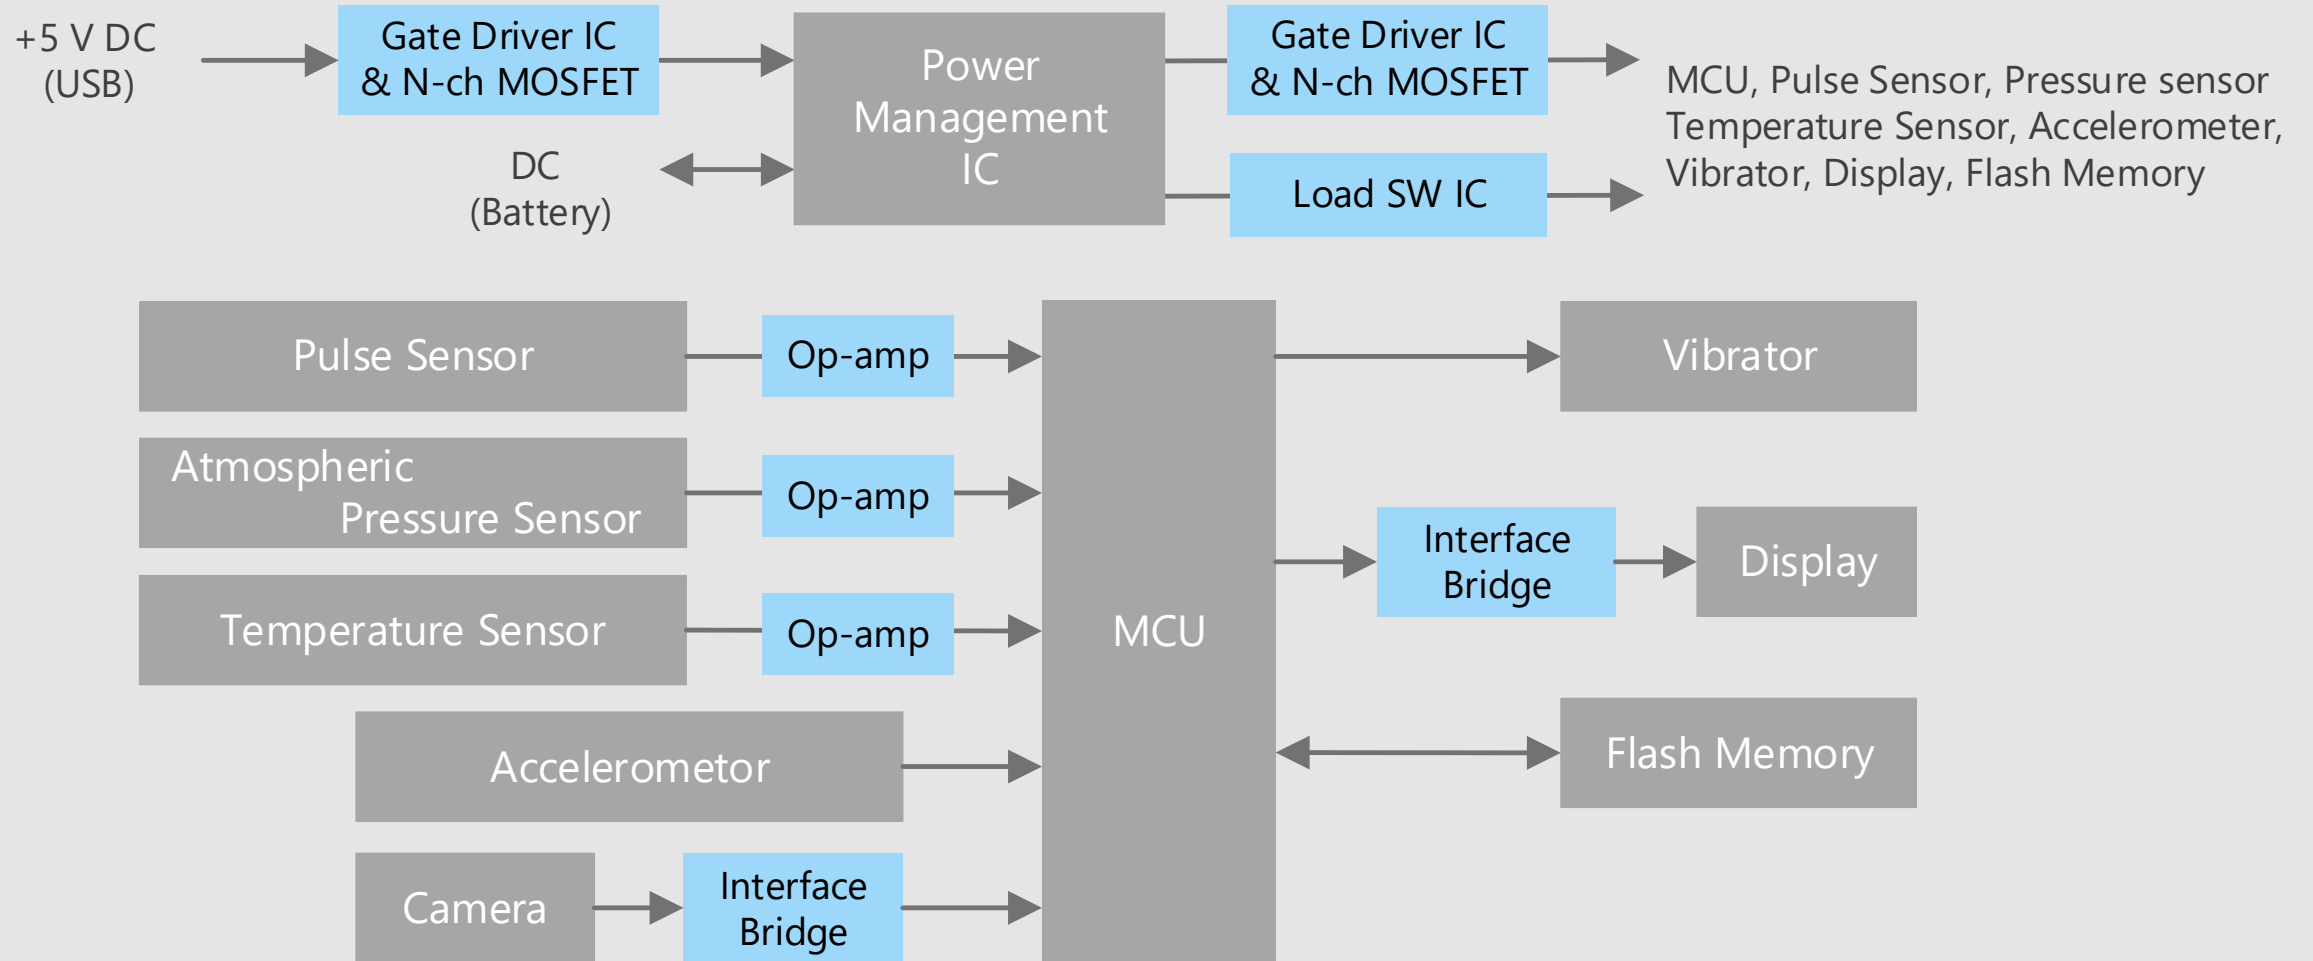 +5 V DC
(USB)
Gate Driver IC
& N-ch MOSFET
DC
(Battery)
Power
Management
IC
Gate Driver IC
& N-ch MOSFET
Load SW IC
MCU, Pulse Sensor, Pressure sensor
Temperature Sensor, Accelerometer,
Vibrator, Display, Flash Memory
Pulse Sensor
Op-amp
Atmospheric
Pressure Sensor
Op-amp
Temperature Sensor
Op-amp
Accelerometor
Camera
Interface
Bridge
MCU
Vibrator
Interface
Bridge
Display
Flash Memory